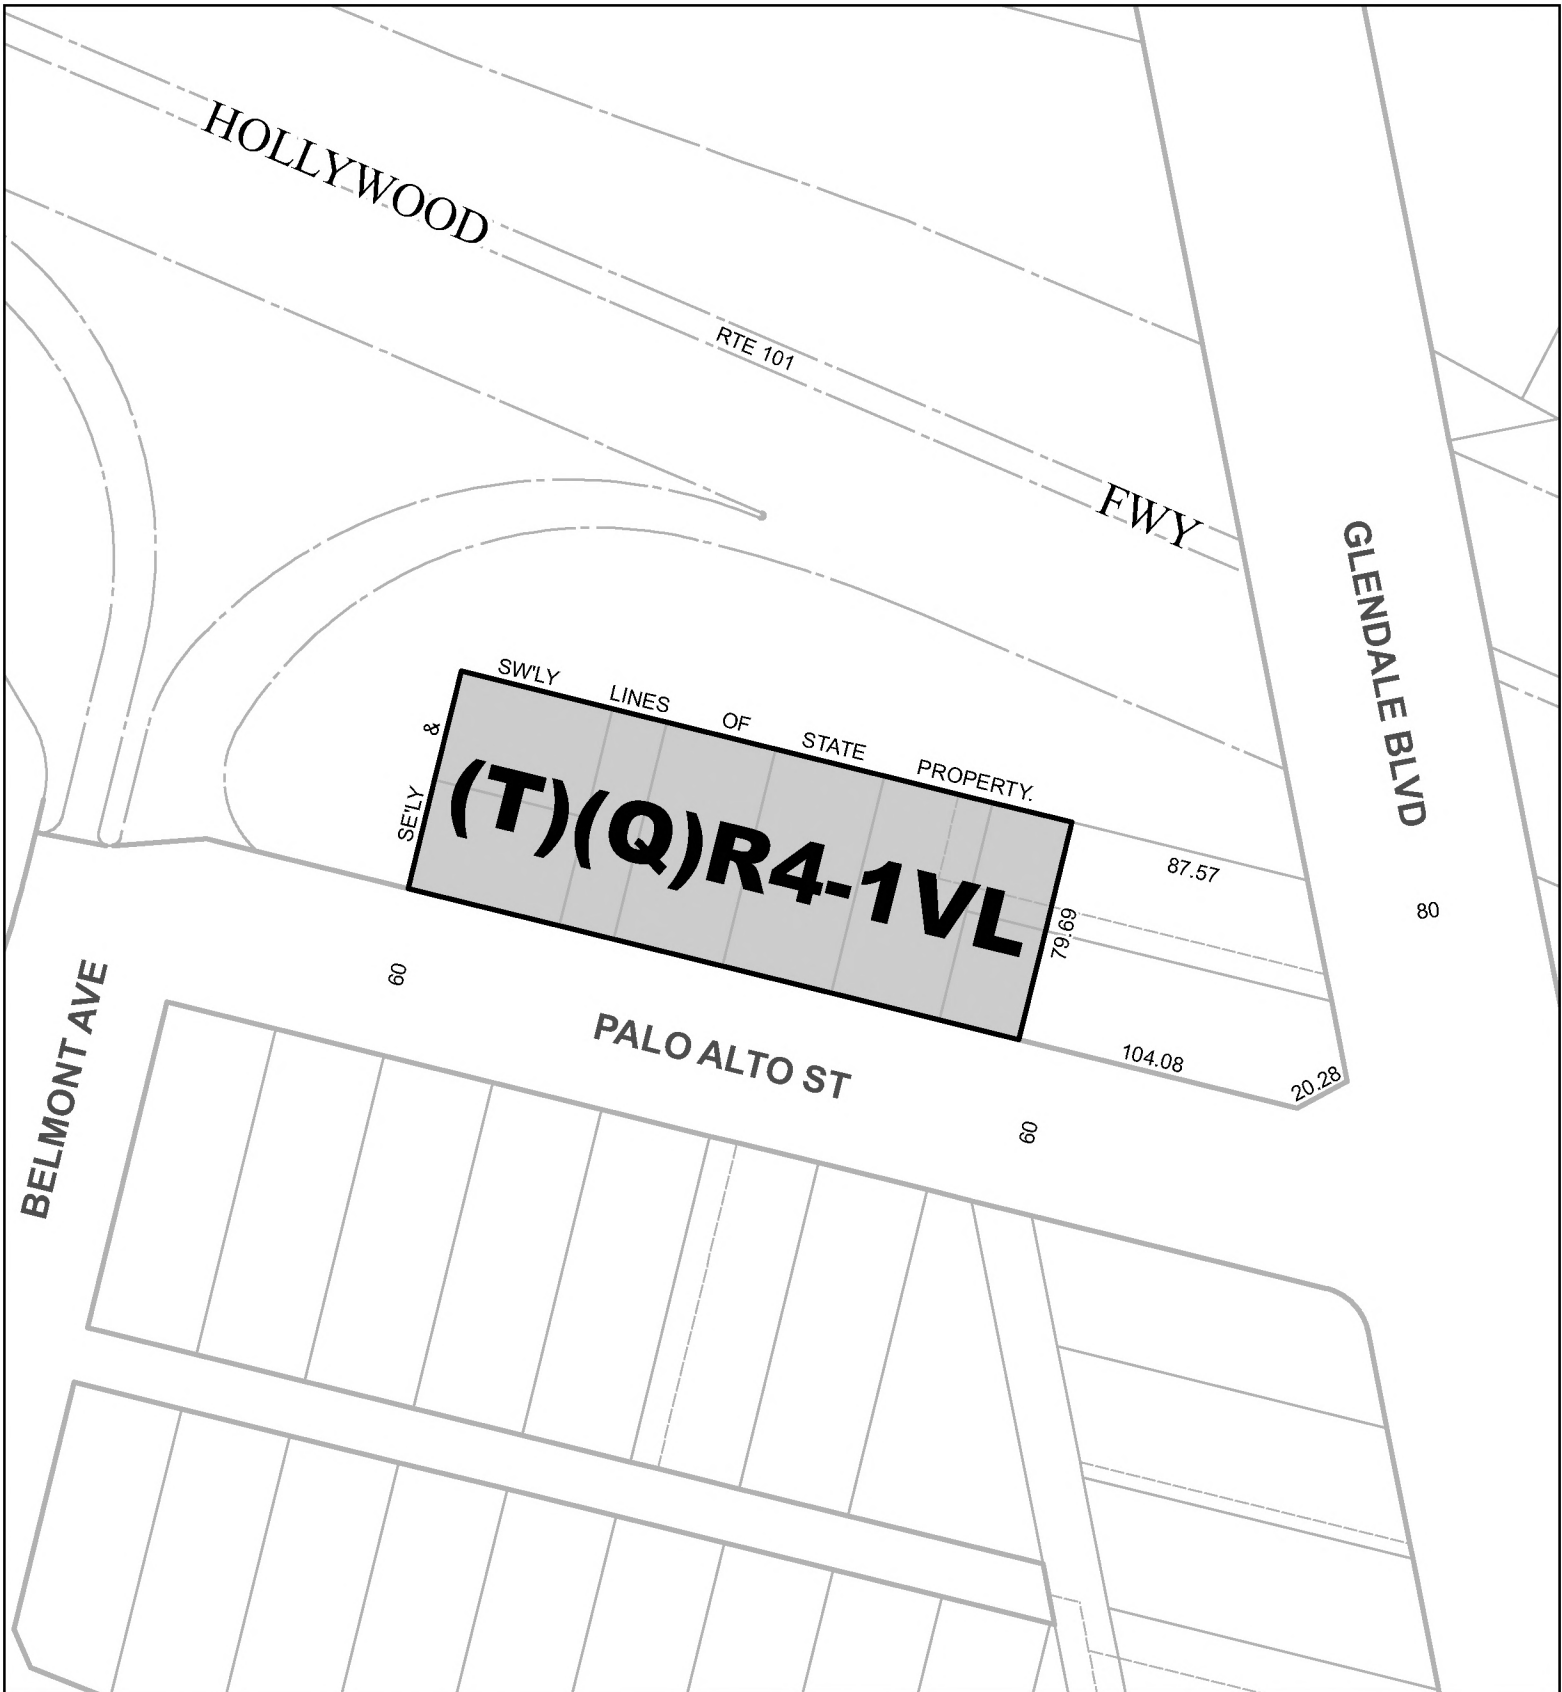 HOLLYWOOD
RTE 101
FWY
GLENDALE BLVD
SW'LY LINES OF STATE PROPERTY.
&
SE'LY
(T)(Q)R4-1VL
87.57
79.69
80
60
PALO ALTO ST
104.08
20.28
60
BELMONT AVE